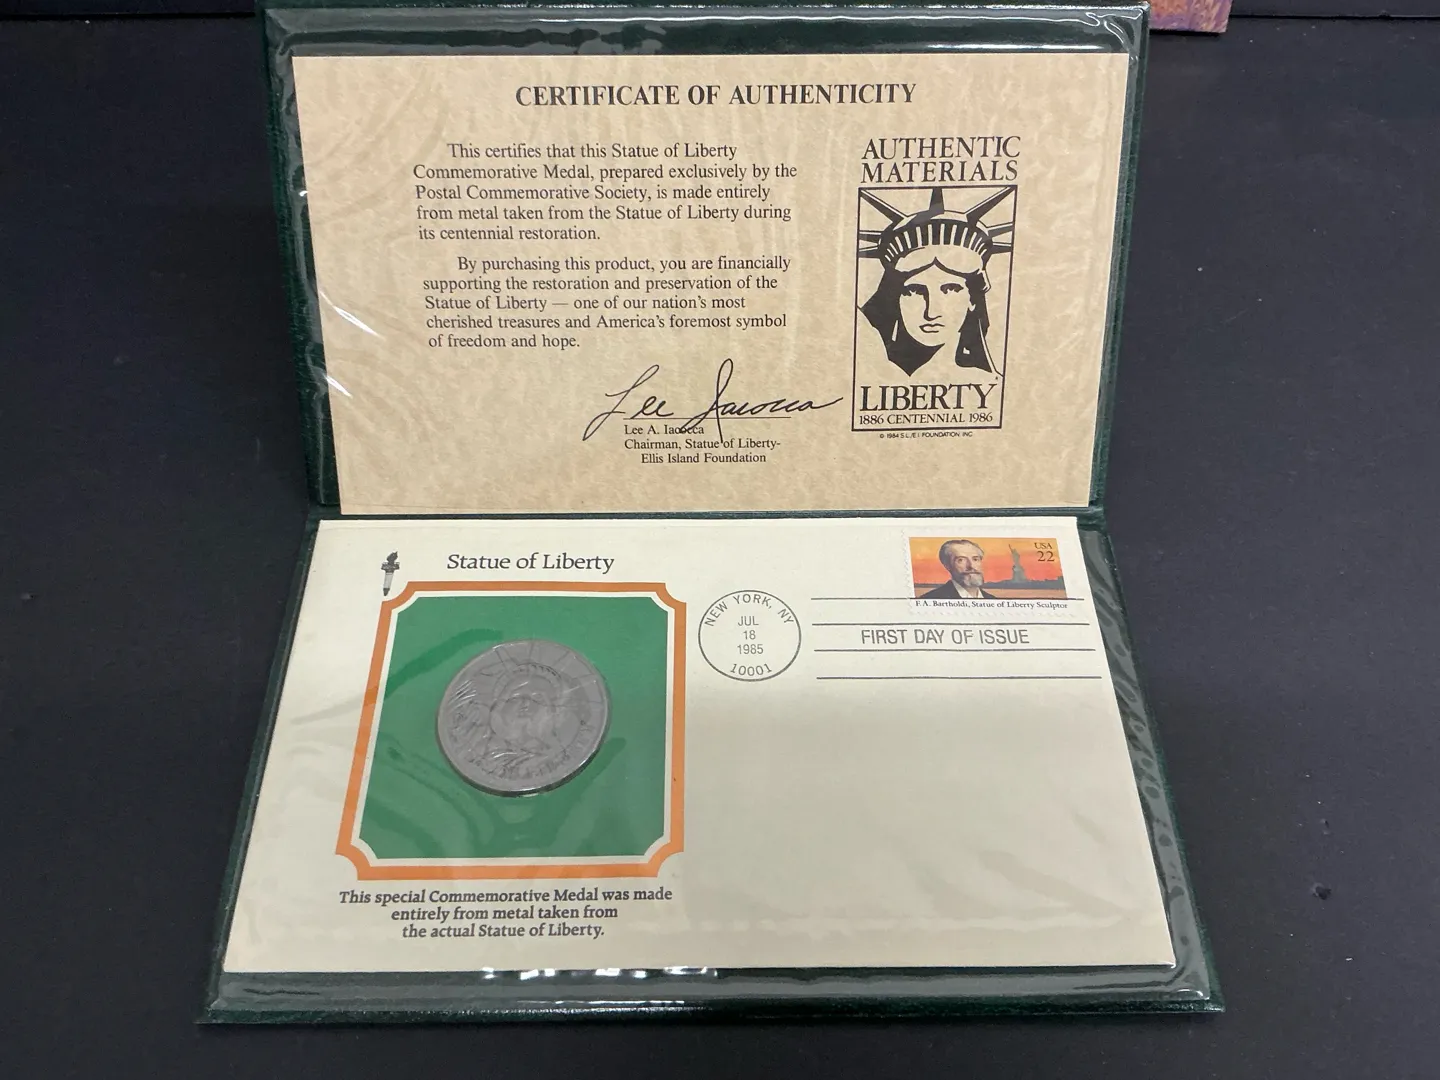 CERTIFICATE OF AUTHENTICITY
This certifies that this Statue of Liberty
Commemorative Medal, prepared exclusively by the
Postal Commemorative Society, is made entirely
from metal taken from the Statue of Liberty during
its centennial restoration.
By purchasing this product, you are financially
supporting the restoration and preservation of the
Statue of Liberty — one of our nation's most
cherished treasures and America's foremost symbol
of freedom and hope.
Lee Iacocca
Lee A. Iacocca
Chairman, Statue of Liberty-
Ellis Island Foundation
AUTHENTIC
MATERIALS
LIBERTY
1886 CENTENNIAL 1986
© 1984 S.L./E.I. FOUNDATION INC.
Statue of Liberty
This special Commemorative Medal was made
entirely from metal taken from
the actual Statue of Liberty.
NEW YORK, NY
JUL
18
1985
10001
USA
22
F.A. Bartholdi, Statue of Liberty Sculptor
FIRST DAY OF ISSUE